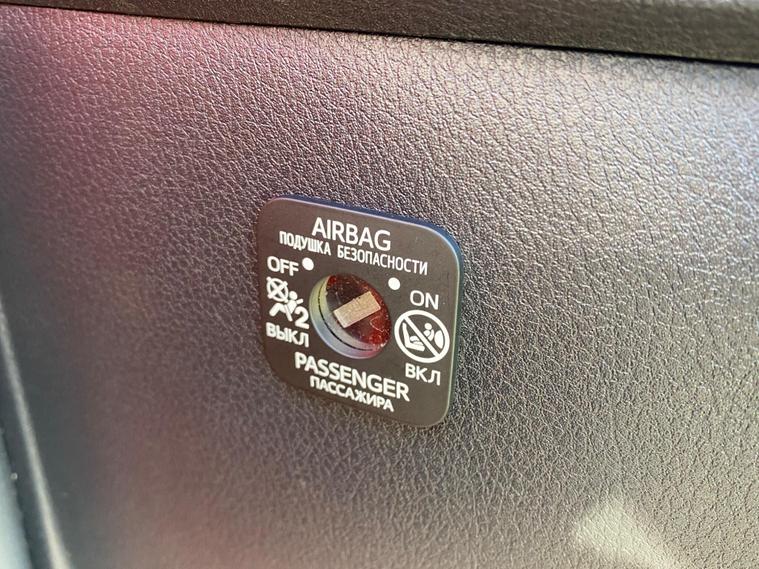 AIRBAG
ПОДУШКА БЕЗОПАСНОСТИ
OFF
ON
2
ВЫКЛ
ВКЛ
PASSENGER
ПАССАЖИРА